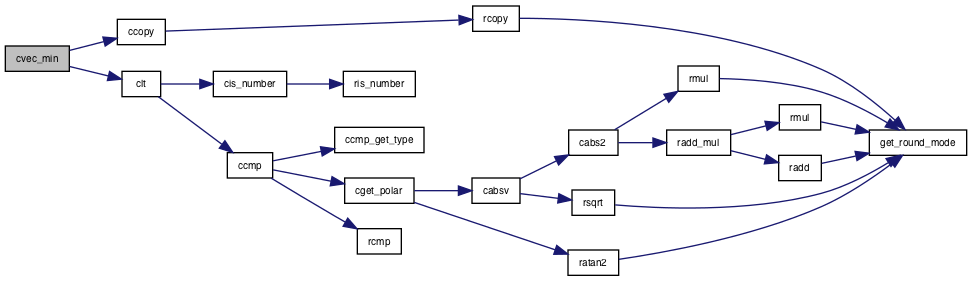 cvec_min
ccopy
clt
rcopy
cis_number
ris_number
ccmp
ccmp_get_type
cget_polar
rcmp
cabsv
cabs2
rsqrt
ratan2
rmul
radd_mul
rmul
radd
get_round_mode